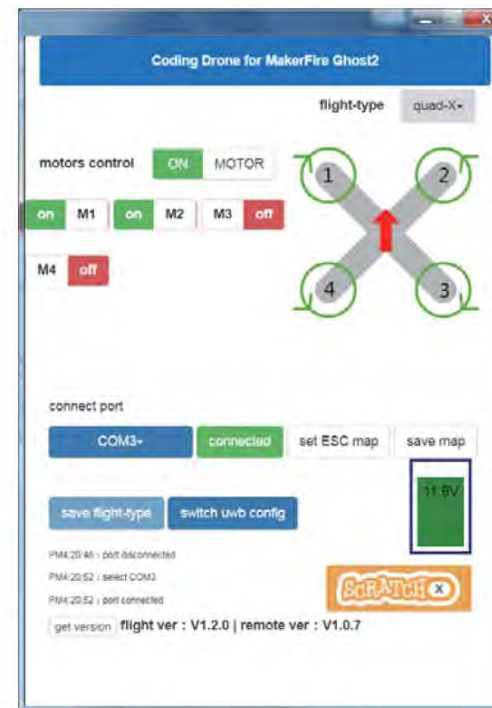 Coding Drone for MakerFire Ghost2
flight-type quad-X
motors control ON MOTOR
1 2
on M1 on M2 M3 off
M4 off
4 3
connect port
COM3 connected set ESC map save map
11.9V
save flight-type switch uwb config
PM4:20:46 : port disconnected
PM4:20:52 : select COM3
PM4:20:52 : port connected
SCRATCH X
get version flight ver : V1.2.0 | remote ver : V1.0.7